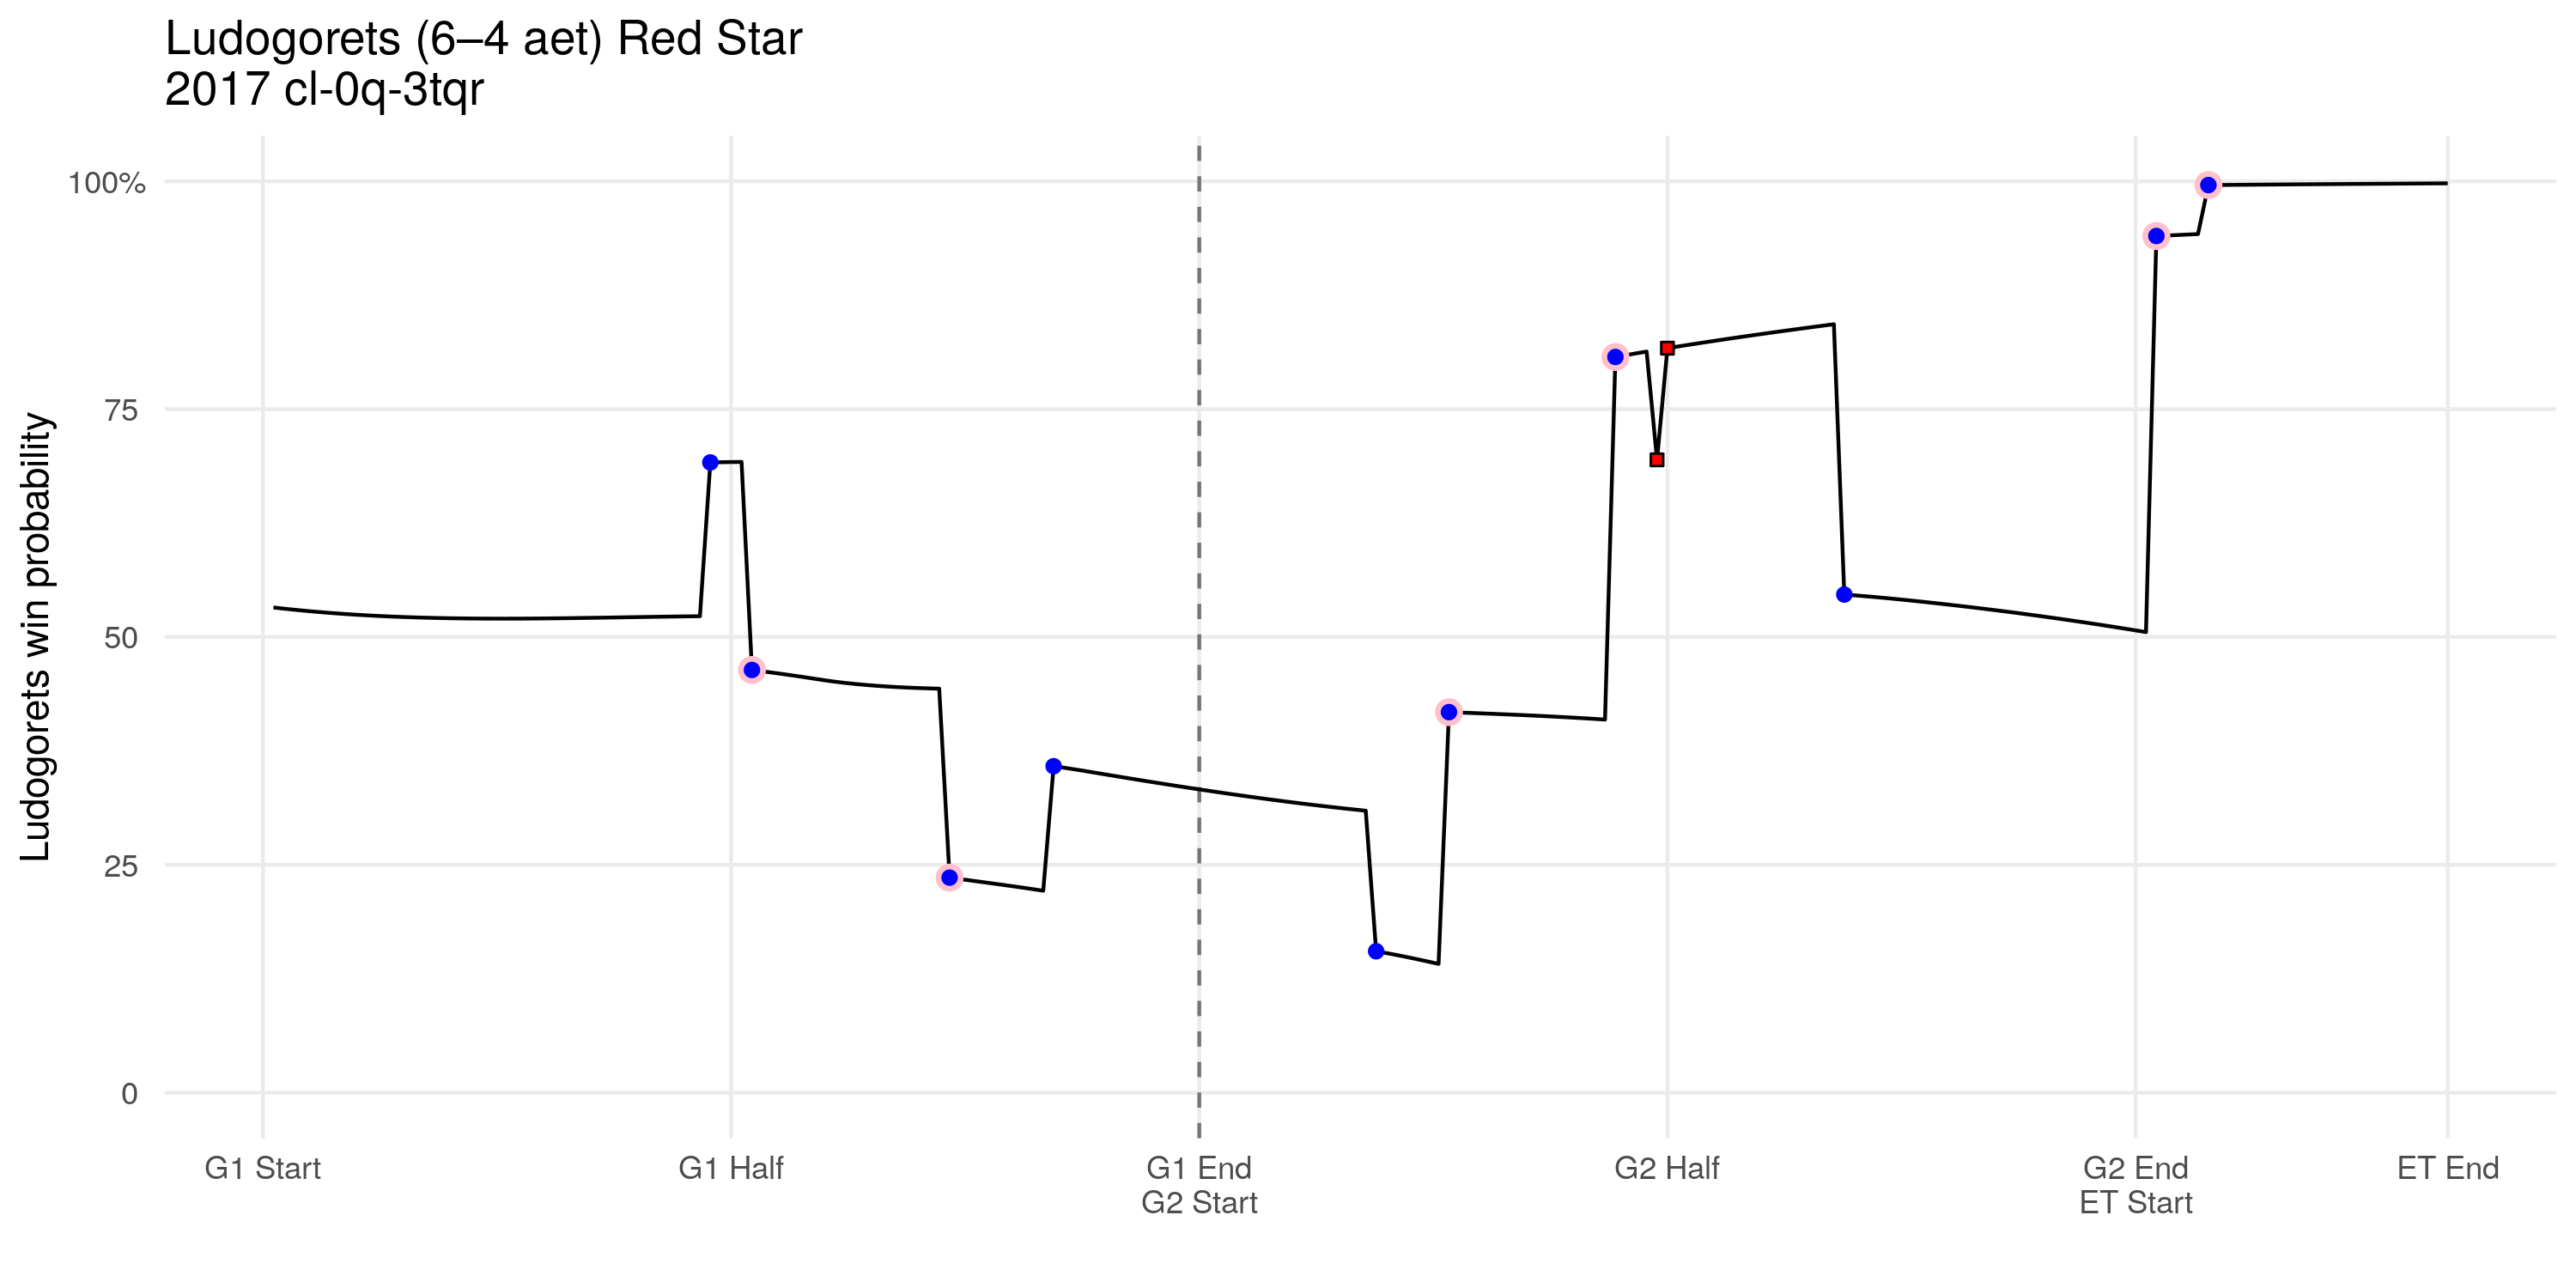 Ludogorets (6–4 aet) Red Star
2017 cl-0q-3tqr
Ludogorets win probability
100%
75
50
25
0
G1 Start
G1 Half
G1 End
G2 Start
G2 Half
G2 End
ET Start
ET End